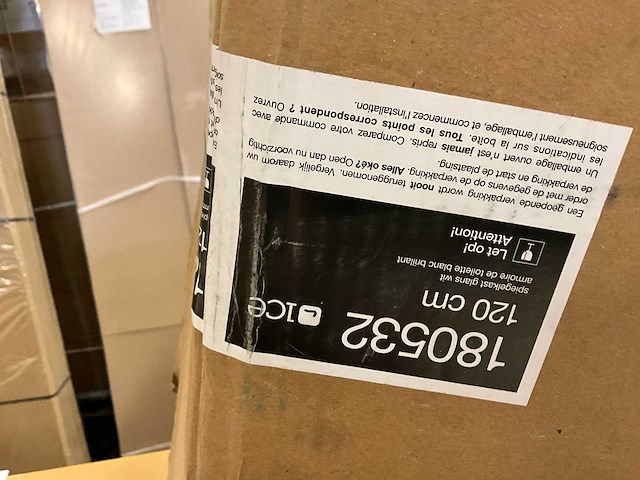 180532
ICE
120 cm
spiegelkast glans wit
armoire de toilette blanc brillant
Let op!
Attention!
Een geopende verpakking wordt nooit teruggenomen. Vergelijk daarom uw
order met de gegevens op de verpakking. Alles oké? Open dan nu voorzichtig
de verpakking en start de plaatsing.
Un emballage ouvert n'est jamais repris. Comparez votre commande avec
les indications sur la boîte. Tous les points correspondent ? Ouvrez
soigneusement l'emballage, et commencez l'installation.